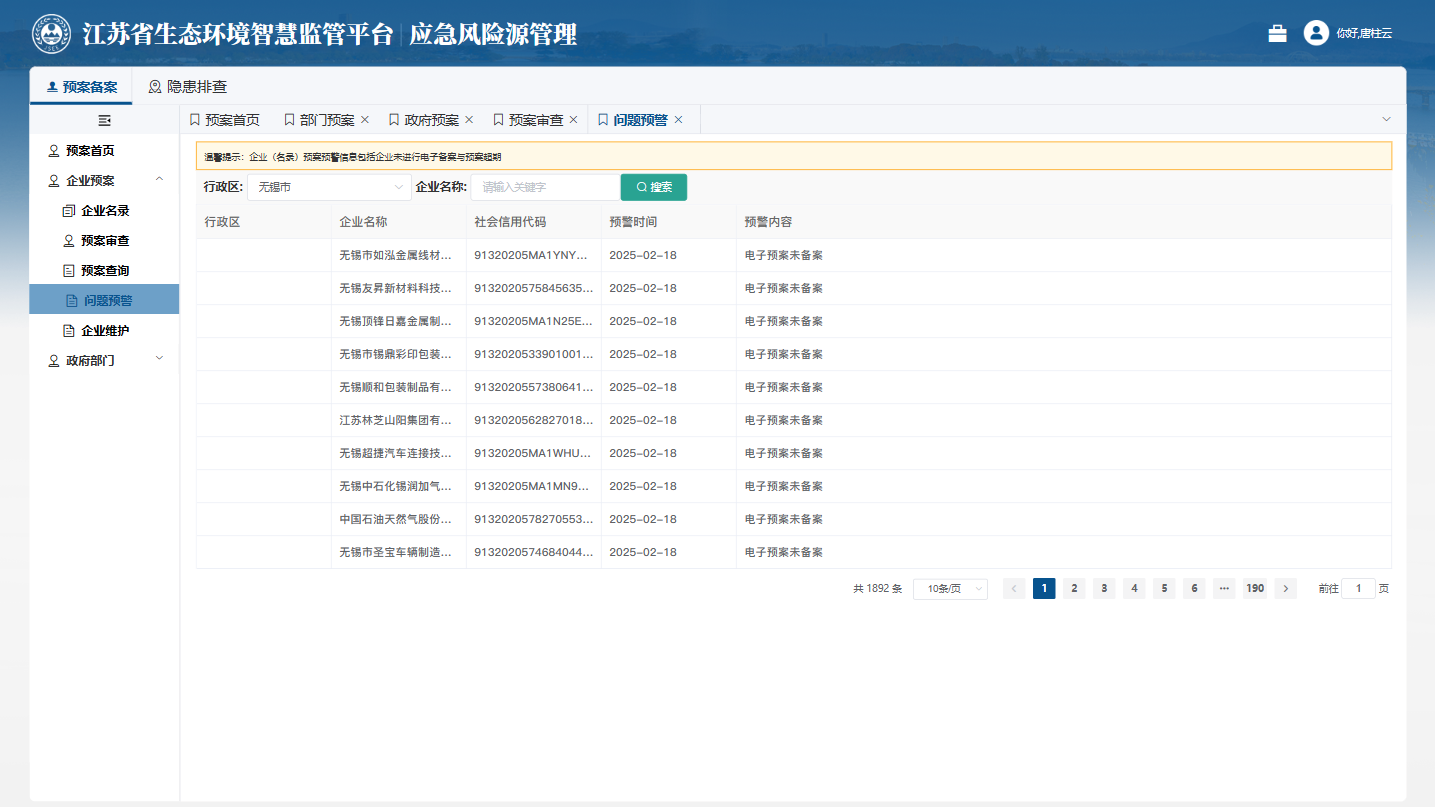 江苏省生态环境智慧监管平台 应急风险源管理 你好,唐柱云
预案备案 隐患排查
预案首页 部门预案 政府预案 预案审查 问题预警
预案首页
企业预案
企业名录
预案审查
预案查询
问题预警
企业维护
政府部门
温馨提示: 企业（名录）预案预警信息包括企业未进行电子备案与预案超期
行政区: 无锡市 企业名称: 请输入关键字 搜索
行政区 企业名称 社会信用代码 预警时间 预警内容
无锡市如泓金属线材... 91320205MA1YNY... 2025-02-18 电子预案未备案
无锡友昇新材料科技... 9132020575845635... 2025-02-18 电子预案未备案
无锡顶锋日嘉金属制... 91320205MA1N25E... 2025-02-18 电子预案未备案
无锡市锡鼎彩印包装... 9132020533901001... 2025-02-18 电子预案未备案
无锡顺和包装制品有... 9132020557380641... 2025-02-18 电子预案未备案
江苏林芝山阳集团有... 9132020562827018... 2025-02-18 电子预案未备案
无锡超捷汽车连接技... 91320205MA1WHU... 2025-02-18 电子预案未备案
无锡中石化锡润加气... 91320205MA1MN9... 2025-02-18 电子预案未备案
中国石油天然气股份... 9132020578270553... 2025-02-18 电子预案未备案
无锡市圣宝车辆制造... 9132020574684044... 2025-02-18 电子预案未备案
共 1892 条 10条/页 1 2 3 4 5 6 ... 190 前往 1 页